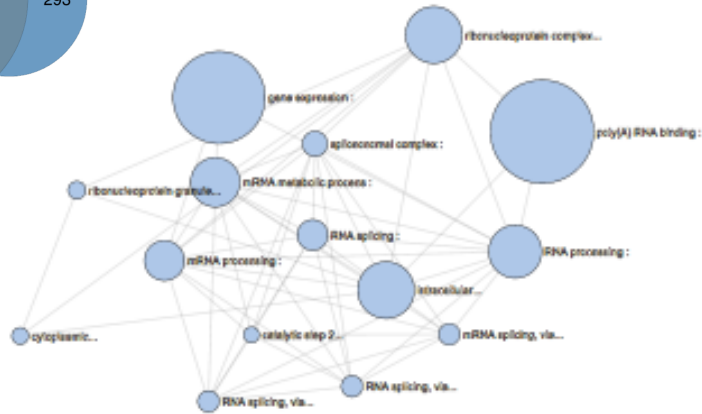 293
ribonucleoprotein complex...
gene expression :
poly(A) RNA binding :
spliceosomal complex :
mRNA metabolic process :
ribonucleoprotein granule...
RNA splicing :
RNA processing :
mRNA processing :
intracellular...
cytoplasmic...
catalytic step 2...
mRNA splicing, via...
RNA splicing, via...
RNA splicing, via...